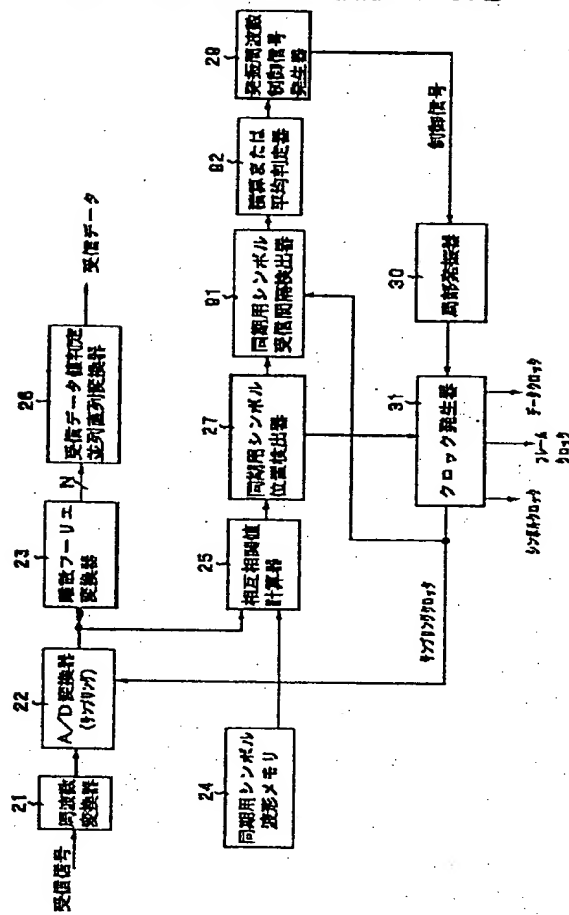 受信信号
21
周波数
変換器
22
A/D変換器
(サンプリング)
23
離散フーリエ
変換器
N
26
受信データ値判定
並列直列変換器
受信データ
24
同期用シンボル
波形メモリ
25
相互相関値
計算器
27
同期用シンボル
位置検出器
91
同期用シンボル
受信間隔検出器
92
積算または
平均判定器
29
発振周波数
制御信号
発生器
制御信号
30
局部発振器
31
クロック発生器
サンプリングクロック
シンボルクロック
フレーム
クロック
データクロック